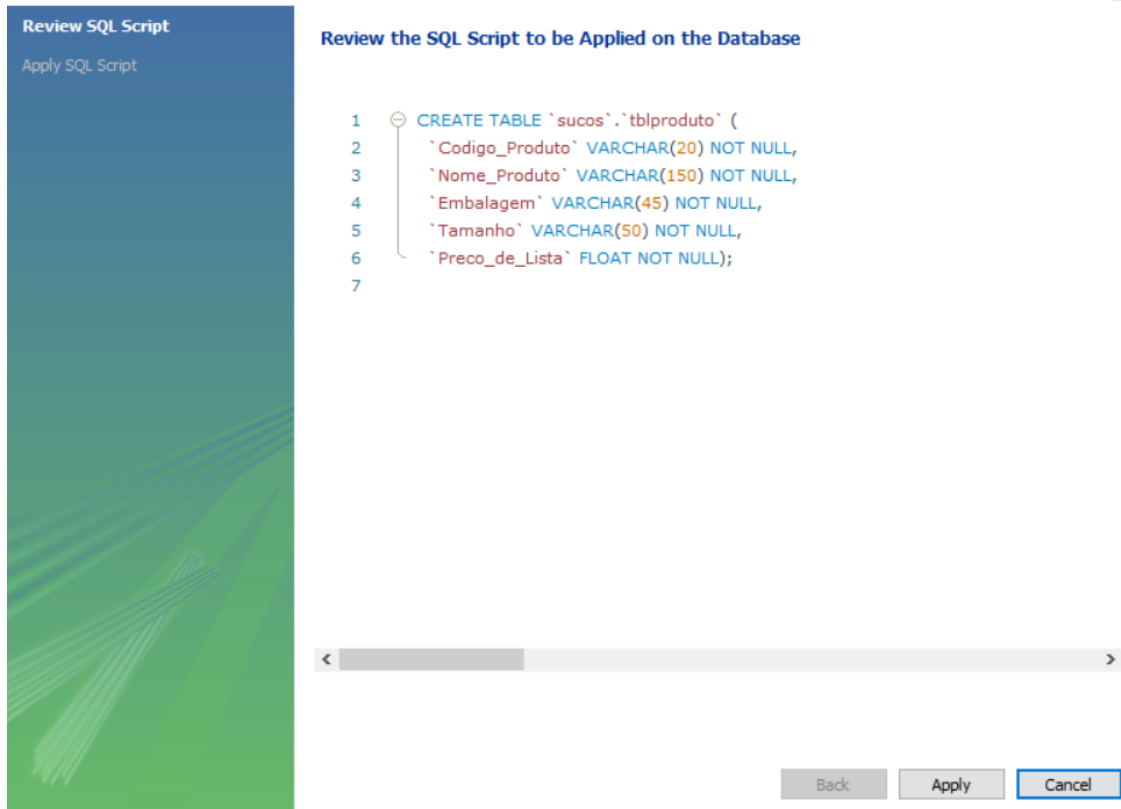 Review SQL Script
Apply SQL Script
Review the SQL Script to be Applied on the Database
1 CREATE TABLE `sucos`.`tblproduto` (
2 `Codigo_Produto` VARCHAR(20) NOT NULL,
3 `Nome_Produto` VARCHAR(150) NOT NULL,
4 `Embalagem` VARCHAR(45) NOT NULL,
5 `Tamanho` VARCHAR(50) NOT NULL,
6 `Preco_de_Lista` FLOAT NOT NULL);
7
Back Apply Cancel